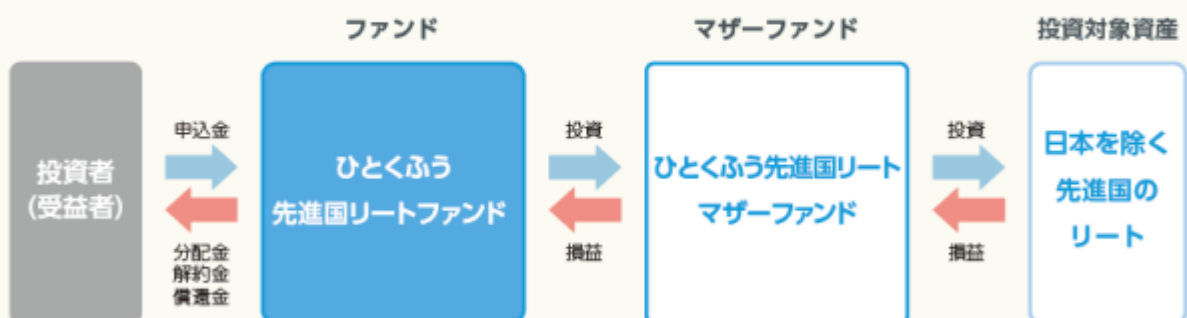 ファンド
マザーファンド
投資対象資産
投資者
(受益者)
申込金
分配金
解約金
償還金
ひとくふう
先進国リートファンド
投資
損益
ひとくふう先進国リート
マザーファンド
投資
損益
日本を除く
先進国の
リート